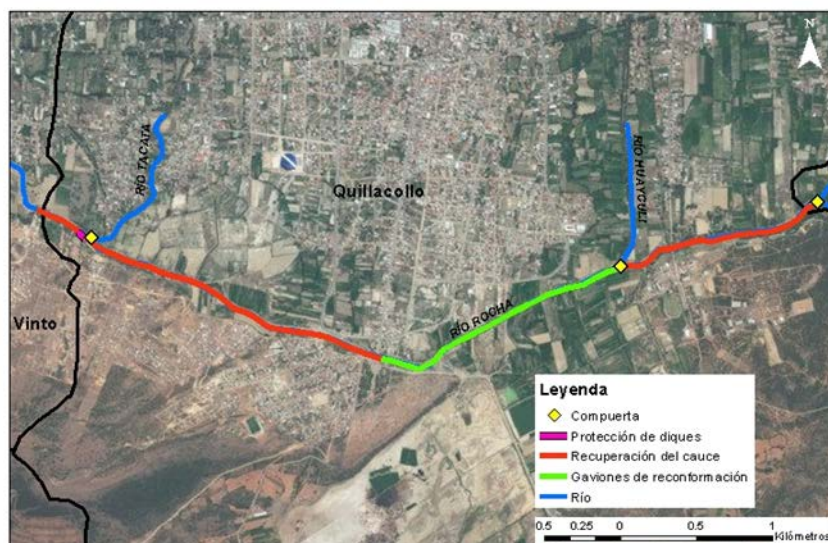 N
RÍO TACATA
RÍO HUAYCULI
Quillacollo
Vinto
RÍO ROCHA
Leyenda
Compuerta
Protección de diques
Recuperación del cauce
Gaviones de reconformación
Río
0.5 0.25 0 0.5 1
Kilómetros